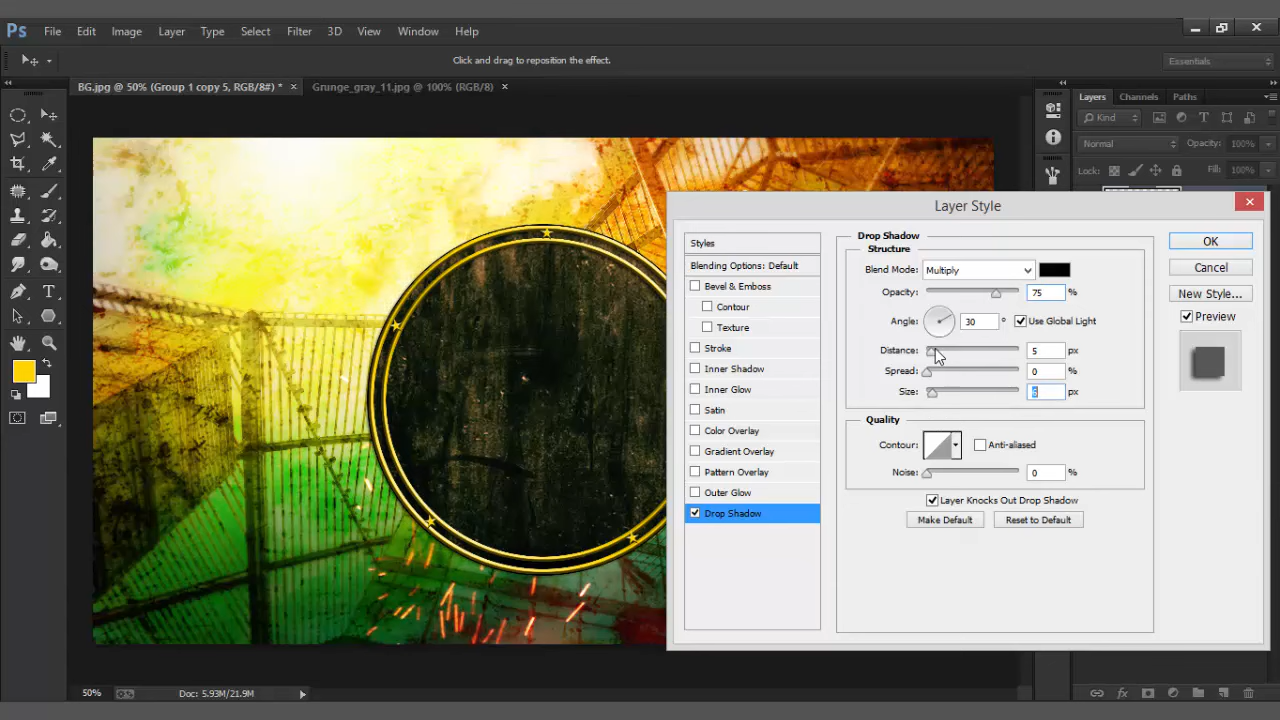 Ps File Edit Image Layer Type Select Filter 3D View Window Help
Click and drag to reposition the effect. Essentials
BG.jpg @ 50% (Group 1 copy 5, RGB/8#) * × Grunge_gray_11.jpg @ 100% (RGB/8) ×
Layers Channels Paths
Kind
Normal Opacity: 100%
Lock: Fill: 100%
Layer Style
Styles
Blending Options: Default
Bevel & Emboss
Contour
Texture
Stroke
Inner Shadow
Inner Glow
Satin
Color Overlay
Gradient Overlay
Pattern Overlay
Outer Glow
Drop Shadow
Drop Shadow
Structure
Blend Mode: Multiply
Opacity: 75 %
Angle: 30 ° Use Global Light
Distance: 5 px
Spread: 0 %
Size: 6 px
Quality
Contour: Anti-aliased
Noise: 0 %
Layer Knocks Out Drop Shadow
Make Default Reset to Default
OK
Cancel
New Style...
Preview
50% Doc: 5.93M/21.9M
fx